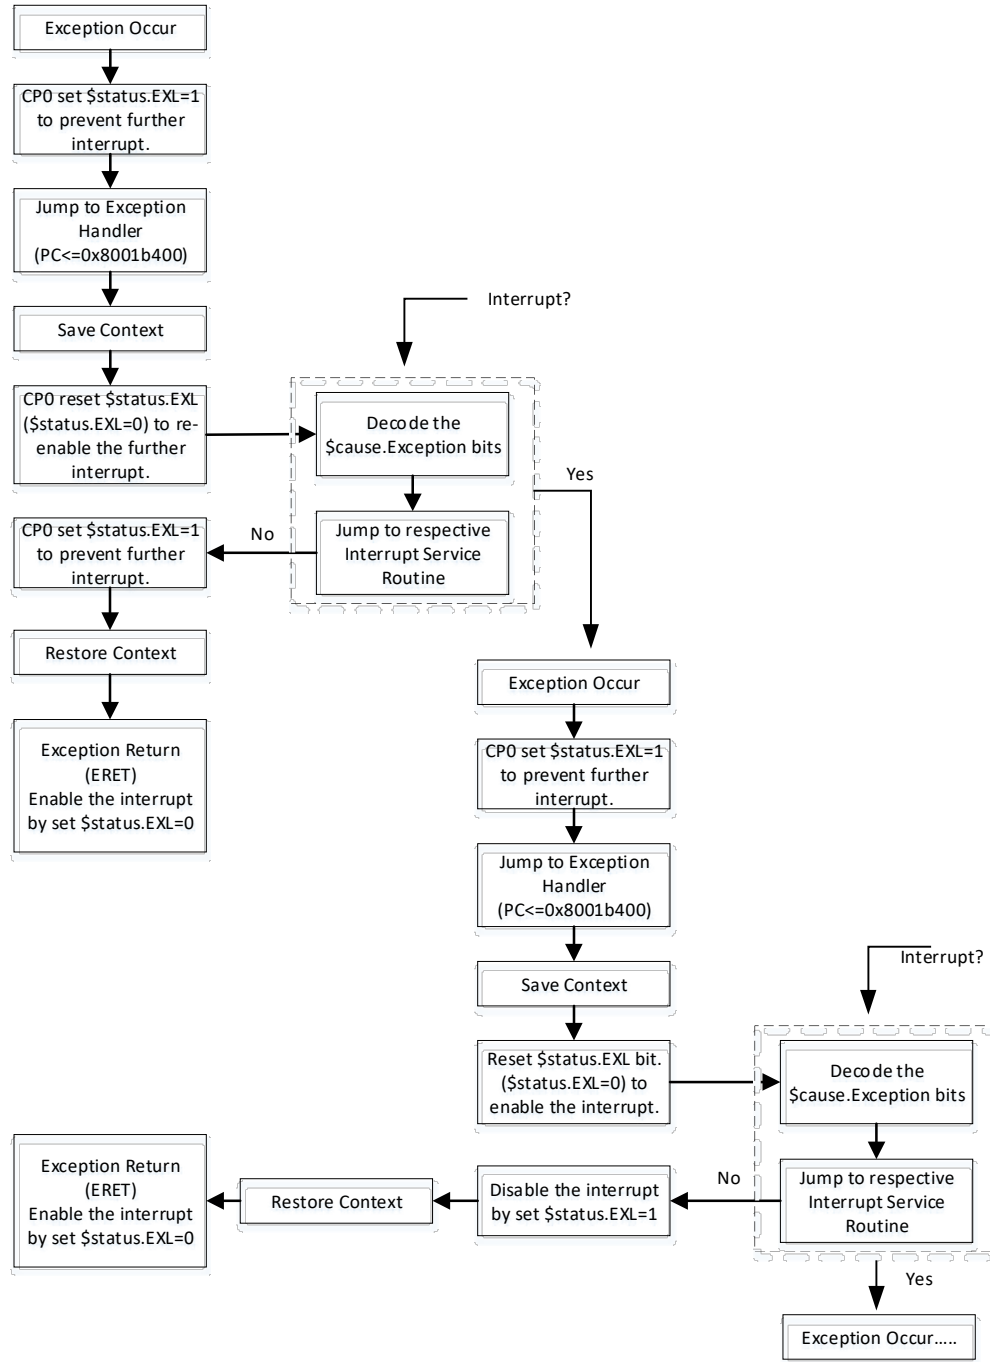 Exception Occur
CP0 set $status.EXL=1
to prevent further
interrupt.
Jump to Exception
Handler
(PC<=0x8001b400)
Save Context
CP0 reset $status.EXL
($status.EXL=0) to re-
enable the further
interrupt.
Interrupt?
Decode the
$cause.Exception bits
Jump to respective
Interrupt Service
Routine
Yes
No
CP0 set $status.EXL=1
to prevent further
interrupt.
Restore Context
Exception Return
(ERET)
Enable the interrupt
by set $status.EXL=0
Exception Occur
CP0 set $status.EXL=1
to prevent further
interrupt.
Jump to Exception
Handler
(PC<=0x8001b400)
Save Context
Reset $status.EXL bit.
($status.EXL=0) to
enable the interrupt.
Interrupt?
Decode the
$cause.Exception bits
Jump to respective
Interrupt Service
Routine
No
Disable the interrupt
by set $status.EXL=1
Restore Context
Exception Return
(ERET)
Enable the interrupt
by set $status.EXL=0
Yes
Exception Occur.....